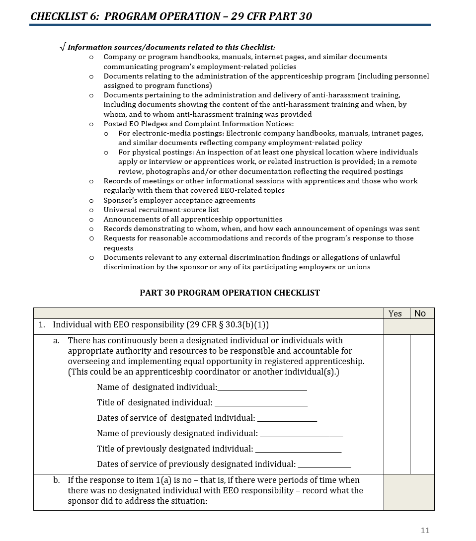 CHECKLIST 6: PROGRAM OPERATION – 29 CFR PART 30
√ Information sources/documents related to this Checklist:
o Company or program handbooks, manuals, internet pages, and similar documents
communicating program's employment-related policies
o Documents relating to the administration of the apprenticeship program (including personnel
assigned to program functions)
o Documents pertaining to the administration and delivery of anti-harassment training,
including documents showing the content of the anti-harassment training and when, by
whom, and to whom anti-harassment training was provided
o Posted EO Pledges and Complaint Information Notices:
o For electronic-media postings: Electronic company handbooks, manuals, intranet pages,
and similar documents reflecting company employment-related policy
o For physical postings: An inspection of at least one physical location where individuals
apply or interview or apprentices work, or related instruction is provided; in a remote
review, photographs and/or other documentation reflecting the required postings
o Records of meetings or other informational sessions with apprentices and those who work
regularly with them that covered EEO-related topics
o Sponsor's employer acceptance agreements
o Universal recruitment source list
o Announcements of all apprenticeship opportunities
o Records demonstrating to whom, when, and how each announcement of openings was sent
o Requests for reasonable accommodations and records of the program's response to those
requests
o Documents relevant to any external discrimination findings or allegations of unlawful
discrimination by the sponsor or any of its participating employers or unions
PART 30 PROGRAM OPERATION CHECKLIST
Yes No
1. Individual with EEO responsibility (29 CFR § 30.3(b)(1))
a. There has continuously been a designated individual or individuals with
appropriate authority and resources to be responsible and accountable for
overseeing and implementing equal opportunity in registered apprenticeship.
(This could be an apprenticeship coordinator or another individual(s).)
Name of designated individual:
Title of designated individual:
Dates of service of designated individual:
Name of previously designated individual:
Title of previously designated individual:
Dates of service of previously designated individual:
b. If the response to item 1(a) is no – that is, if there were periods of time when
there was no designated individual with EEO responsibility – record what the
sponsor did to address the situation:
11